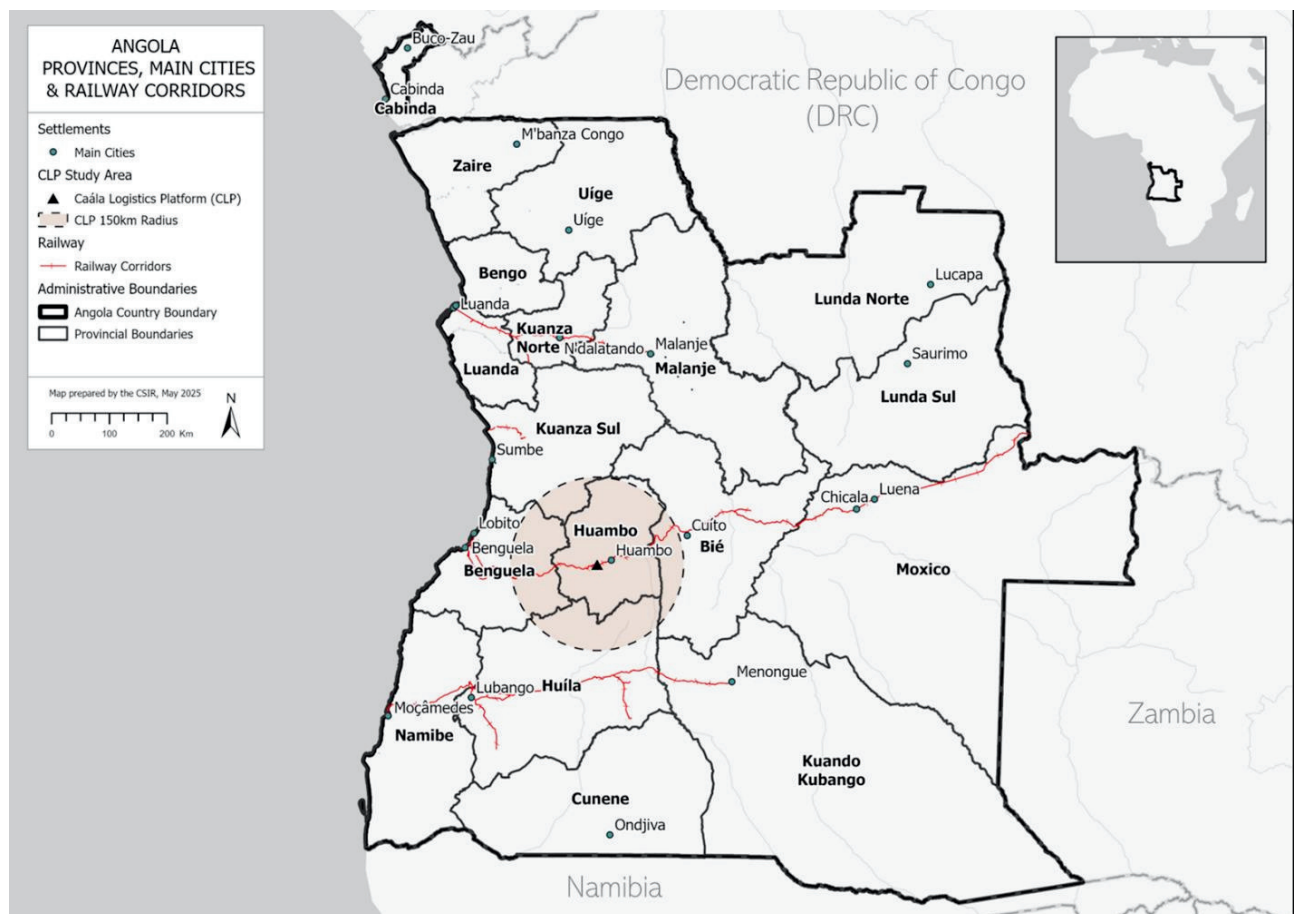 ANGOLA
PROVINCES, MAIN CITIES
& RAILWAY CORRIDORS
Settlements
Main Cities
CLP Study Area
Caála Logistics Platform (CLP)
CLP 150km Radius
Railway
Railway Corridors
Administrative Boundaries
Angola Country Boundary
Provincial Boundaries
Map prepared by the CSIR, May 2025
N
0 100 200 Km
Buco-Zau
Cabinda
Cabinda
Democratic Republic of Congo
(DRC)
M'banza Congo
Zaire
Uíge
Uíge
Bengo
Lucapa
Lunda Norte
Luanda
Kuanza
Norte
N'dalatando
Malanje
Malanje
Luanda
Saurimo
Lunda Sul
Kuanza Sul
Sumbe
Luena
Chicala
Lobito
Huambo
Cuíto
Benguela
Huambo
Bié
Benguela
Moxico
Menongue
Lubango
Huíla
Moçâmedes
Namibe
Zambia
Kuando
Kubango
Cunene
Ondjiva
Namibia